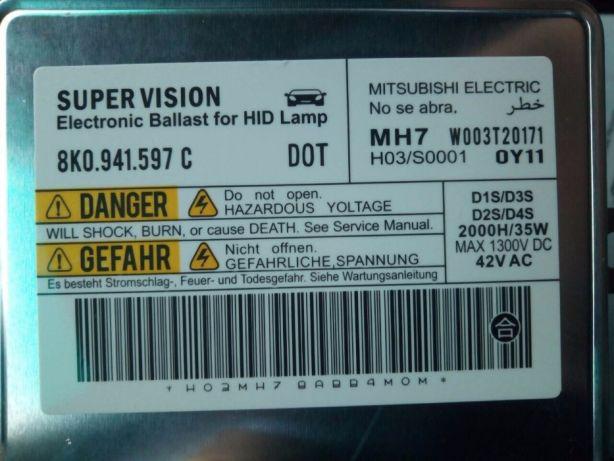 SUPER VISION
Electronic Ballast for HID Lamp
8K0.941.597 C DOT
MITSUBISHI ELECTRIC
No se abra. خطر
MH7 W003T20171
H03/S0001 0Y11
DANGER Do not open.
HAZARDOUS VOLTAGE
WILL SHOCK, BURN, or cause DEATH. See Service Manual.
GEFAHR Nicht offnen.
GEFAHRLICHE,SPANNUNG
Es besteht Stromschlag-, Feuer- und Todesgefahr. Siehe Wartungsanleitung
D1S/D3S
D2S/D4S
2000H/35W
MAX 1300V DC
42V AC
合
*H03MH7 8ABB4M0M*